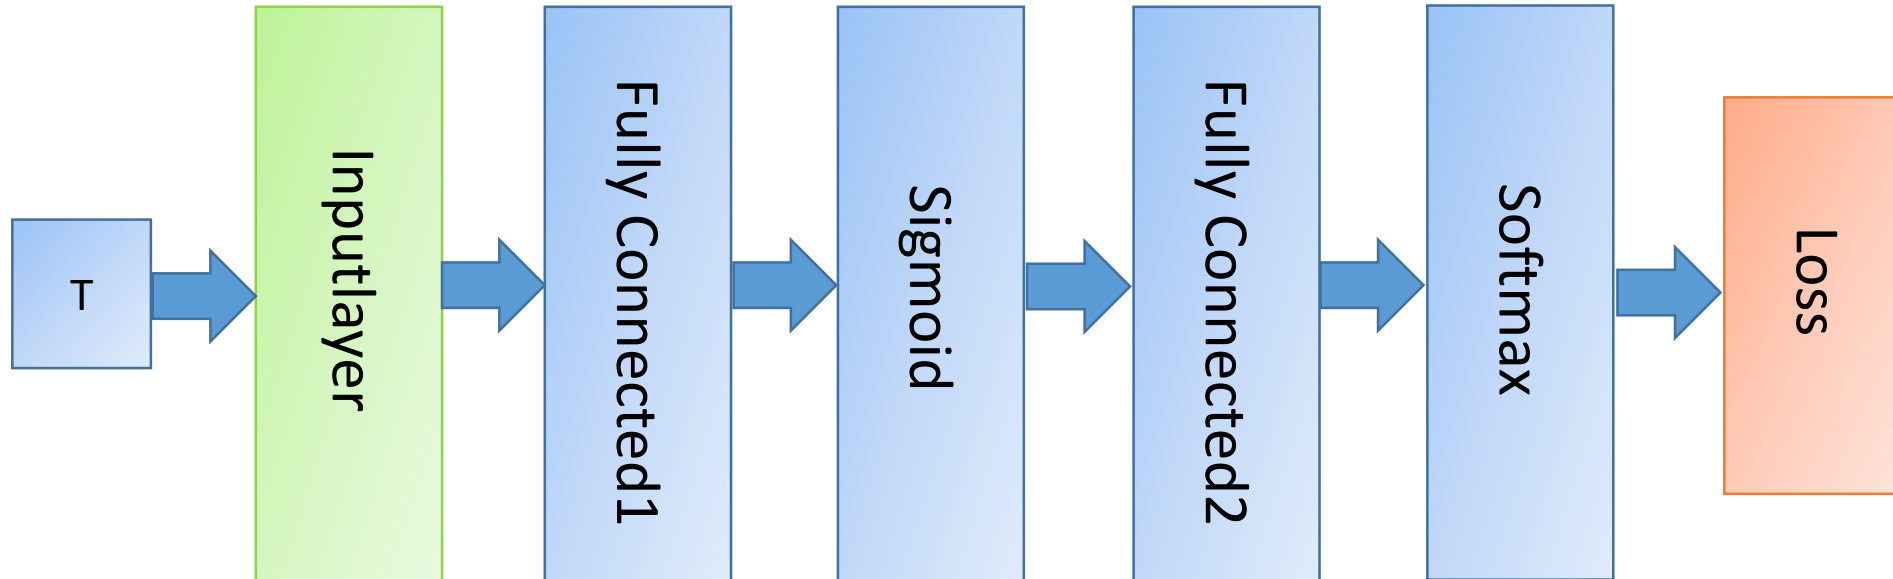 T
Inputlayer
Fully Connected1
Sigmoid
Fully Connected2
Softmax
Loss